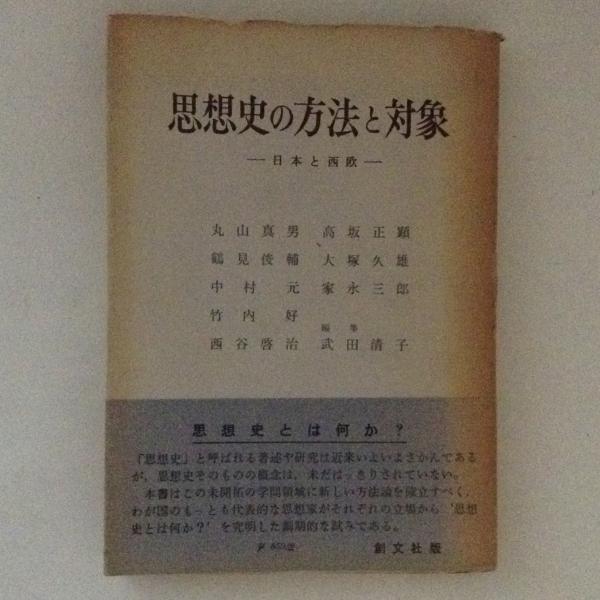 思想史の方法と対象
―日本と西欧―
丸山真男 高坂正顕
鶴見俊輔 大塚久雄
中村元 家永三郎
竹内好
編集
西谷啓治 武田清子
思想史とは何か？
「思想史」と呼ばれる著述や研究は近来いよいよさかんである
が，思想史そのものの概念は，未だはっきりされていない。
本書はこの未開拓の学問領域に新しい方法論を確立すべく，
わが国のもっとも代表的な思想家がそれぞれの立場から‘思想
史とは何か？’を究明した画期的な試みである。
創文社版